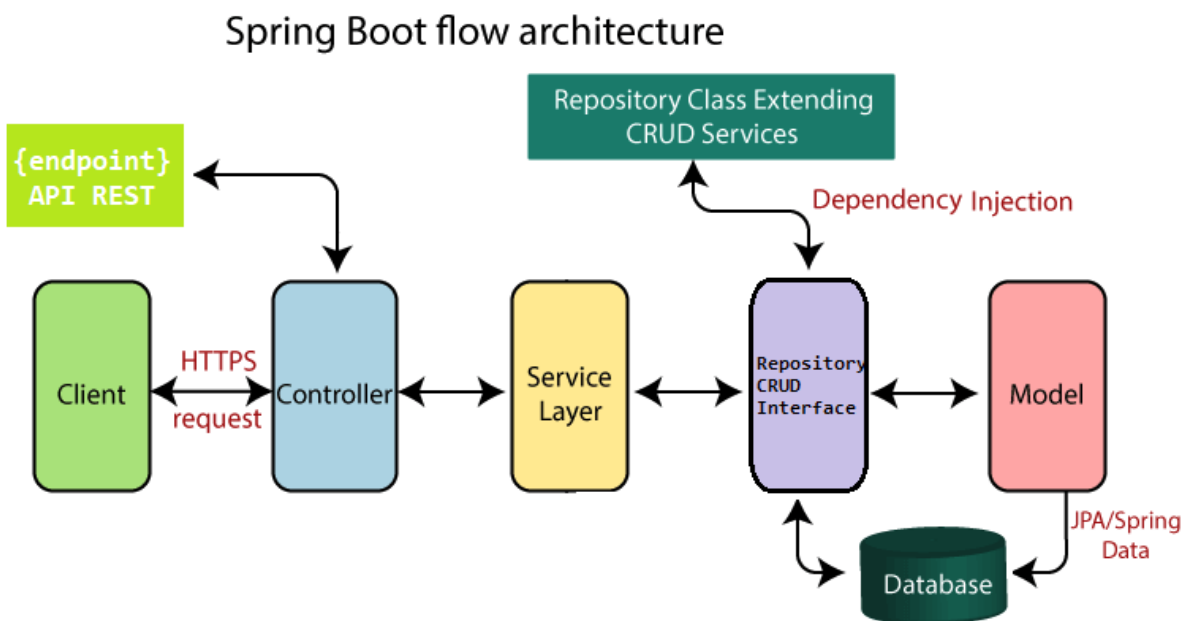 Spring Boot flow architecture
Repository Class Extending
CRUD Services
{endpoint}
API REST
Dependency Injection
Client
HTTPS
request
Controller
Service
Layer
Repository
CRUD
Interface
Model
JPA/Spring
Data
Database